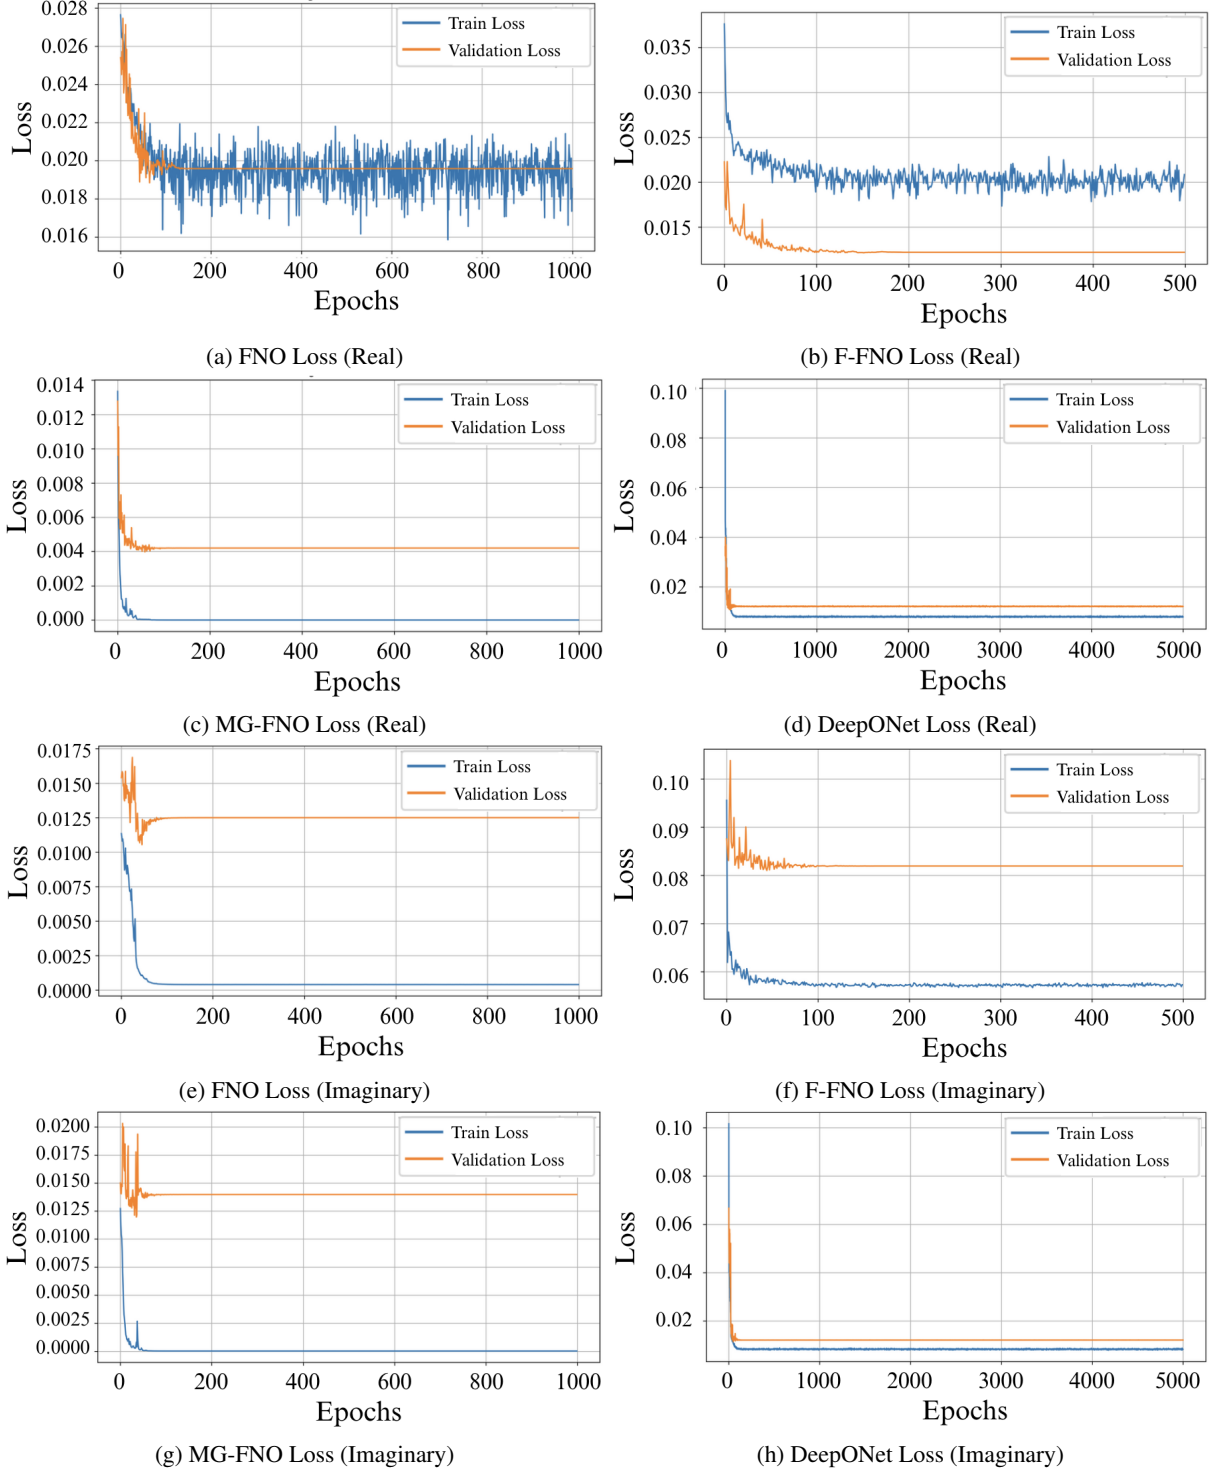 0.028
0.026
0.024
0.022
0.020
0.018
0.016
Loss
Train Loss
Validation Loss
0 200 400 600 800 1000
Epochs
(a) FNO Loss (Real)
0.035
0.030
0.025
0.020
0.015
Loss
Train Loss
Validation Loss
0 100 200 300 400 500
Epochs
(b) F-FNO Loss (Real)
0.014
0.012
0.010
0.008
0.006
0.004
0.002
0.000
Loss
Train Loss
Validation Loss
0 200 400 600 800 1000
Epochs
(c) MG-FNO Loss (Real)
0.10
0.08
0.06
0.04
0.02
Loss
Train Loss
Validation Loss
0 1000 2000 3000 4000 5000
Epochs
(d) DeepONet Loss (Real)
0.0175
0.0150
0.0125
0.0100
0.0075
0.0050
0.0025
0.0000
Loss
Train Loss
Validation Loss
0 200 400 600 800 1000
Epochs
(e) FNO Loss (Imaginary)
0.10
0.09
0.08
0.07
0.06
Loss
Train Loss
Validation Loss
0 100 200 300 400 500
Epochs
(f) F-FNO Loss (Imaginary)
0.0200
0.0175
0.0150
0.0125
0.0100
0.0075
0.0050
0.0025
0.0000
Loss
Train Loss
Validation Loss
0 200 400 600 800 1000
Epochs
(g) MG-FNO Loss (Imaginary)
0.10
0.08
0.06
0.04
0.02
Loss
Train Loss
Validation Loss
0 1000 2000 3000 4000 5000
Epochs
(h) DeepONet Loss (Imaginary)